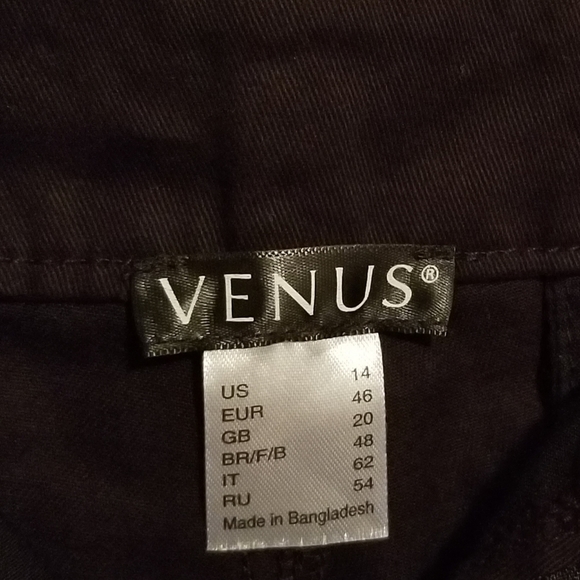 VENUS®
US 14
EUR 46
GB 20
BR/F/B 48
IT 62
RU 54
Made in Bangladesh